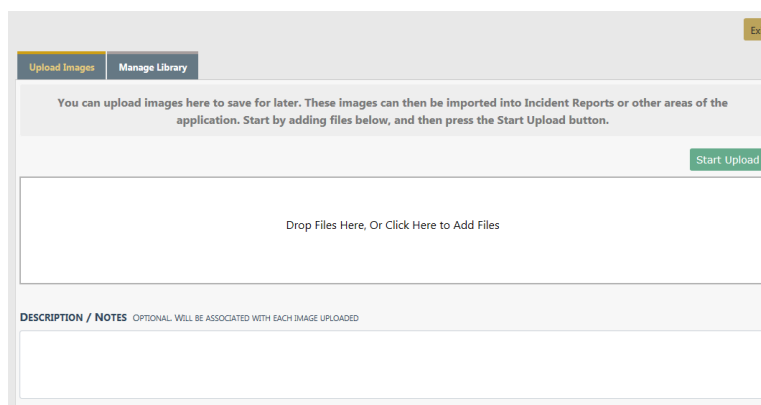 Ex
Upload Images
Manage Library
You can upload images here to save for later. These images can then be imported into Incident Reports or other areas of the
application. Start by adding files below, and then press the Start Upload button.
Start Upload
Drop Files Here, Or Click Here to Add Files
DESCRIPTION / NOTES OPTIONAL. WILL BE ASSOCIATED WITH EACH IMAGE UPLOADED